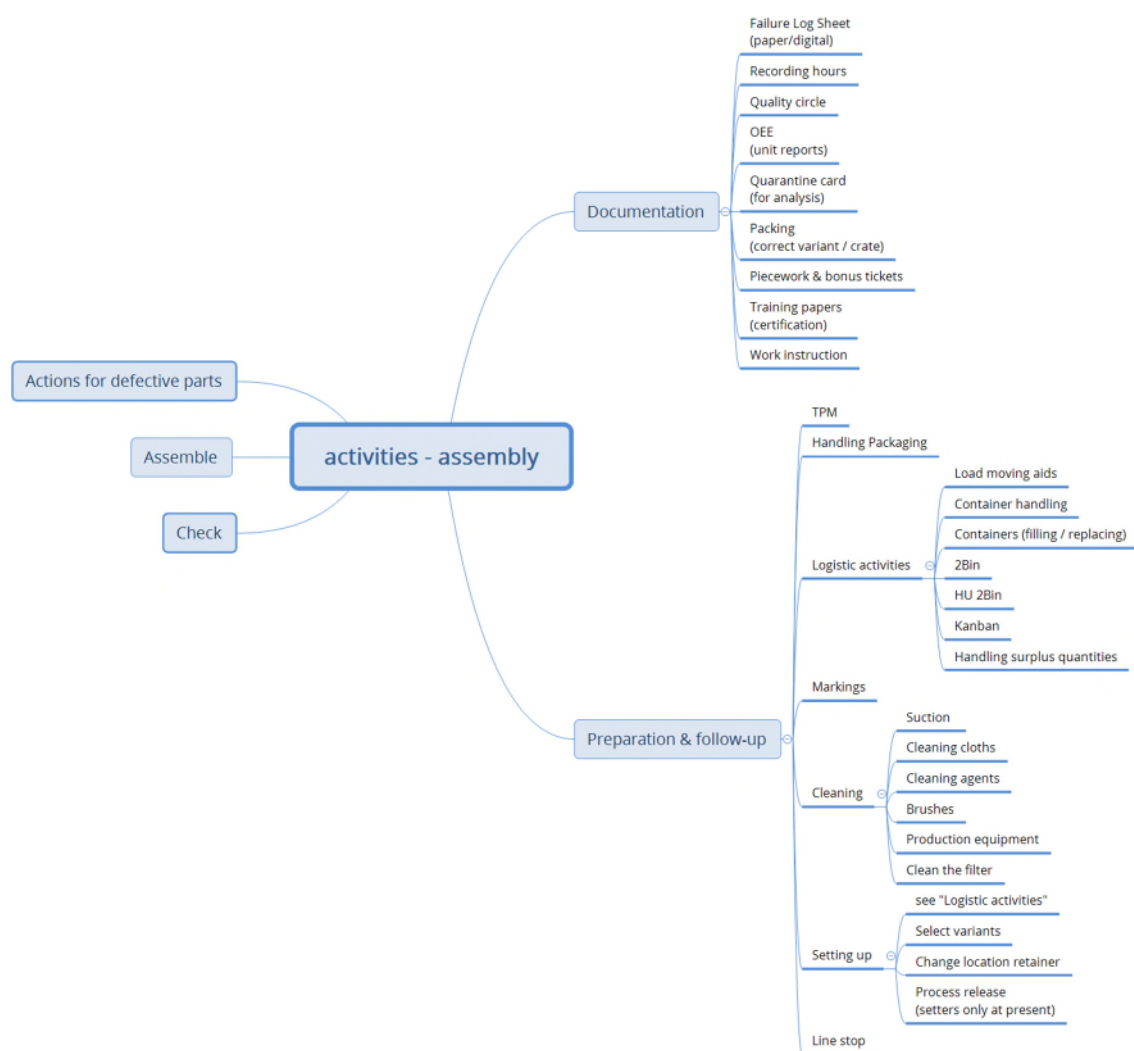 Failure Log Sheet
(paper/digital)
Recording hours
Quality circle
OEE
(unit reports)
Quarantine card
(for analysis)
Documentation
Packing
(correct variant / crate)
Piecework & bonus tickets
Training papers
(certification)
Work instruction
Actions for defective parts
Assemble
Check
activities - assembly
Preparation & follow-up
TPM
Handling Packaging
Logistic activities
Load moving aids
Container handling
Containers (filling / replacing)
2Bin
HU 2Bin
Kanban
Handling surplus quantities
Markings
Cleaning
Suction
Cleaning cloths
Cleaning agents
Brushes
Production equipment
Clean the filter
Setting up
see "Logistic activities"
Select variants
Change location retainer
Process release
(setters only at present)
Line stop